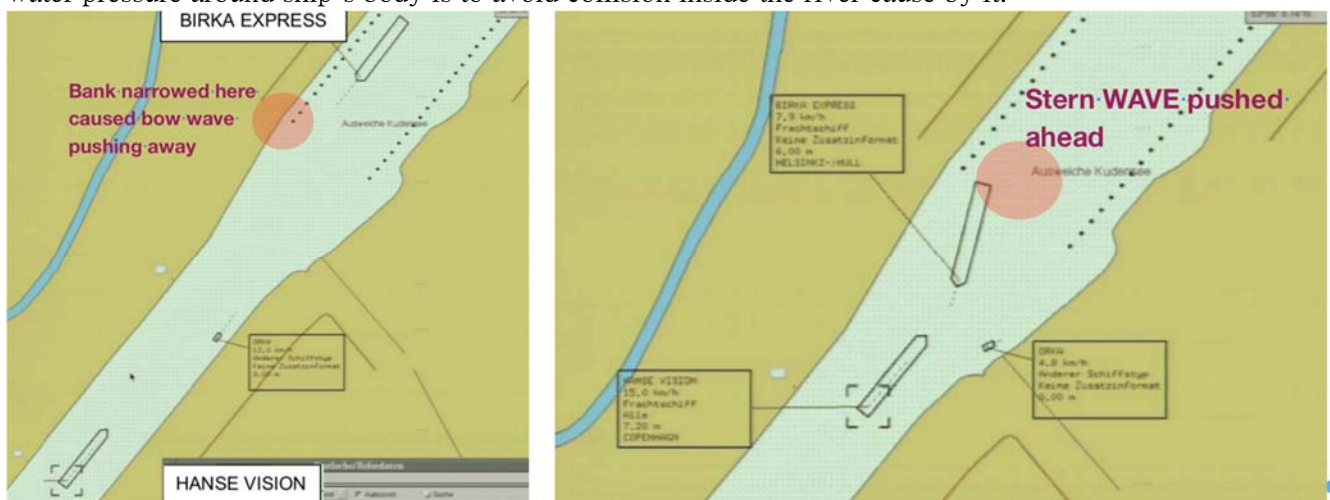 water pressure around ship's body is to avoid collision inside the river cause by it.
BIRKA EXPRESS
Bank narrowed here
caused bow wave
pushing away
Ausweiche Kudensee
ORKA
12,6 km/h
Anderer Schiffstyp
Keine Zusatzinformat
0,00 m
HANSE VISION
Suche
Stern WAVE pushed
ahead
BIRKA EXPRESS
7,9 km/h
Frachtschiff
Keine Zusatzinformat
6,00 m
HELSINKI->HULL
Ausweiche Kudensee
HANSE VISION
15,0 km/h
Frachtschiff
7,20 m
COPENHAGN
ORKA
4,8 km/h
Anderer Schiffstyp
Keine Zusatzinformat
0,00 m